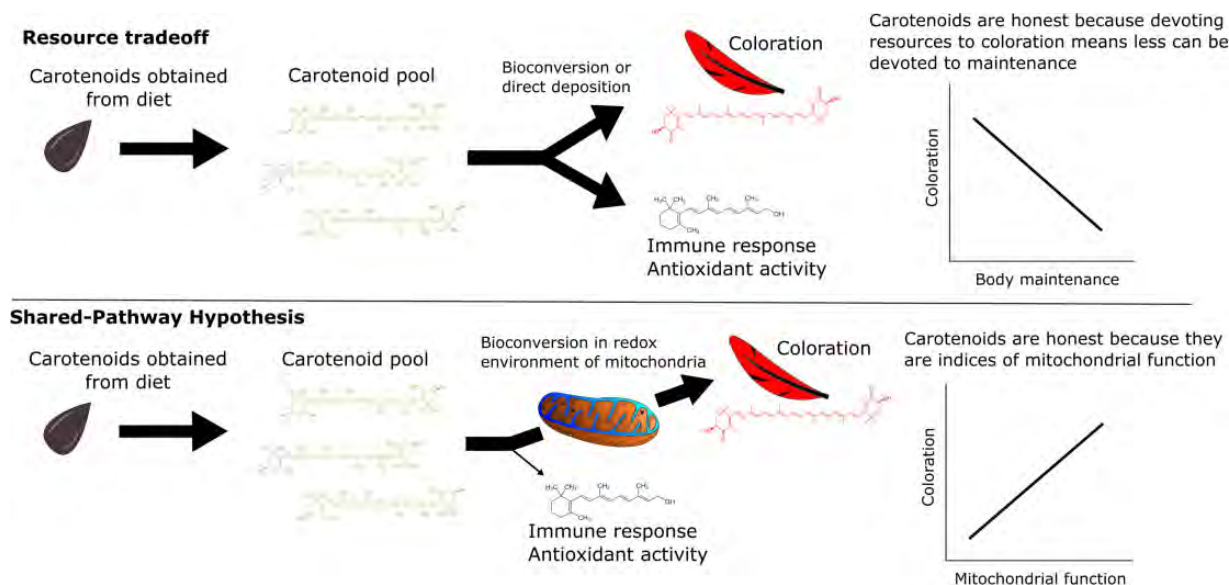 Resource tradeoff
Carotenoids obtained
from diet
Carotenoid pool
Bioconversion or
direct deposition
Coloration
Immune response
Antioxidant activity
Carotenoids are honest because devoting
resources to coloration means less can be
devoted to maintenance
Coloration
Body maintenance
Shared-Pathway Hypothesis
Carotenoids obtained
from diet
Carotenoid pool
Bioconversion in redox
environment of mitochondria
Coloration
Immune response
Antioxidant activity
Carotenoids are honest because they
are indices of mitochondrial function
Coloration
Mitochondrial function